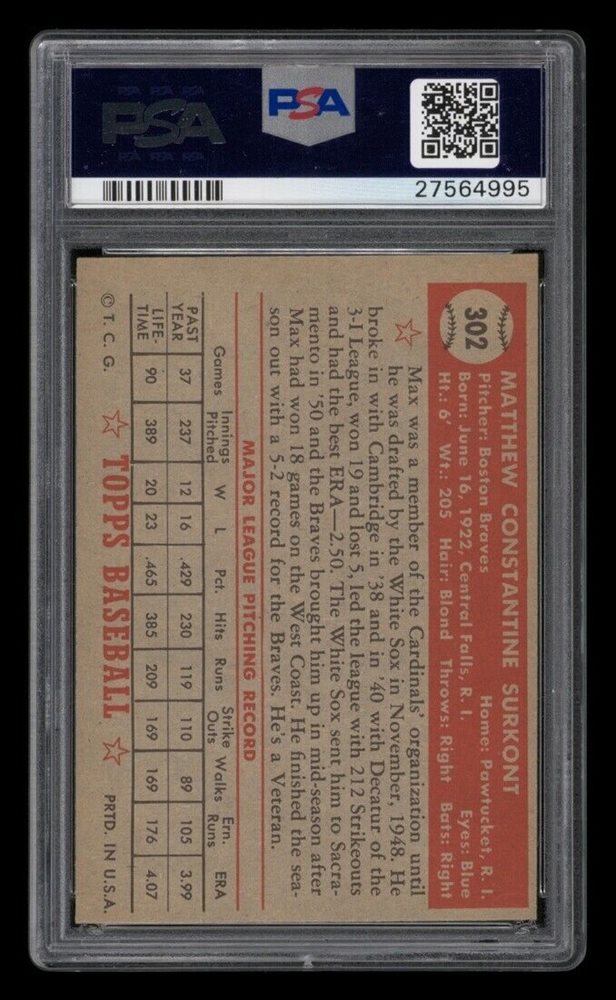 PSA
PSA PSA PSA
PSA
PSA PSA PSA
27564995
302
MATTHEW CONSTANTINE SURKONT
Pitcher: Boston Braves Home: Pawtucket, R. I.
Born: June 16, 1922, Central Falls, R. I. Eyes: Blue
Ht.: 6' Wt.: 205 Hair: Blond Throws: Right Bats: Right
Max was a member of the Cardinals' organization until
he was drafted by the White Sox in November, 1948. He
broke in with Cambridge in '38 and in '40 with Decatur of the
3-I League, won 19 and lost 5, led the league with 212 Strikeouts
and had the best ERA—2.50. The White Sox sent him to Sacra-
mento in '50 and the Braves brought him up in mid-season after
Max had won 18 games on the West Coast. He finished the sea-
son out with a 5-2 record for the Braves. He's a Veteran.
MAJOR LEAGUE PITCHING RECORD
Games Innings Pitched W L Pct. Hits Runs Strike Outs Walks Ern. Runs ERA
PAST YEAR 37 237 12 16 .429 230 119 110 89 105 3.99
LIFE-TIME 90 389 20 23 .465 385 209 169 169 176 4.07
© T. C. G. TOPPS BASEBALL PRTD. IN U.S.A.